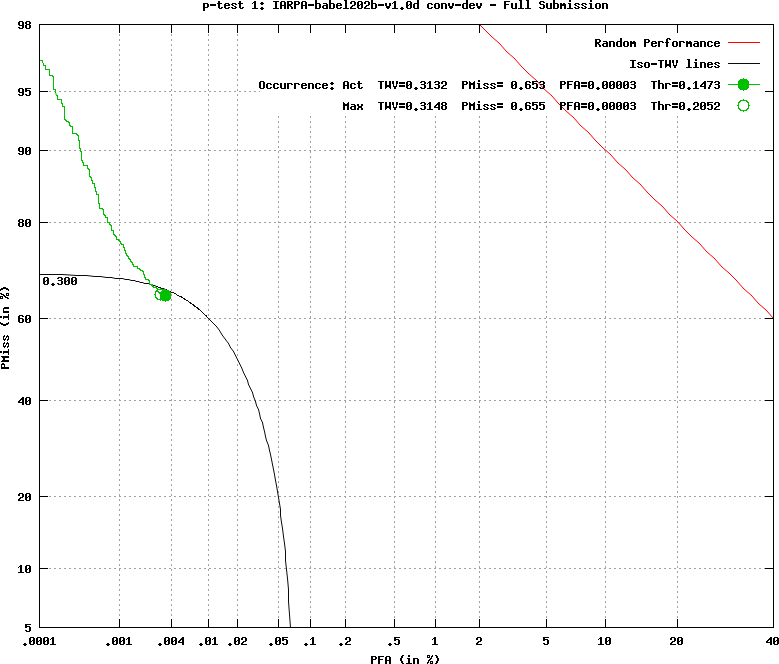 p-test 1: IARPA-babel202b-v1.0d conv-dev - Full Submission
Random Performance
Iso-TWV lines
Occurrence: Act TWV=0.3132 PMiss= 0.653 PFA=0.00003 Thr=0.1473
Max TWV=0.3148 PMiss= 0.655 PFA=0.00003 Thr=0.2052
98
95
90
80
60
40
20
10
5
PMiss (in %)
0.300
.0001 .001 .004 .01 .02 .05 .1 .2 .5 1 2 5 10 20 40
PFA (in %)